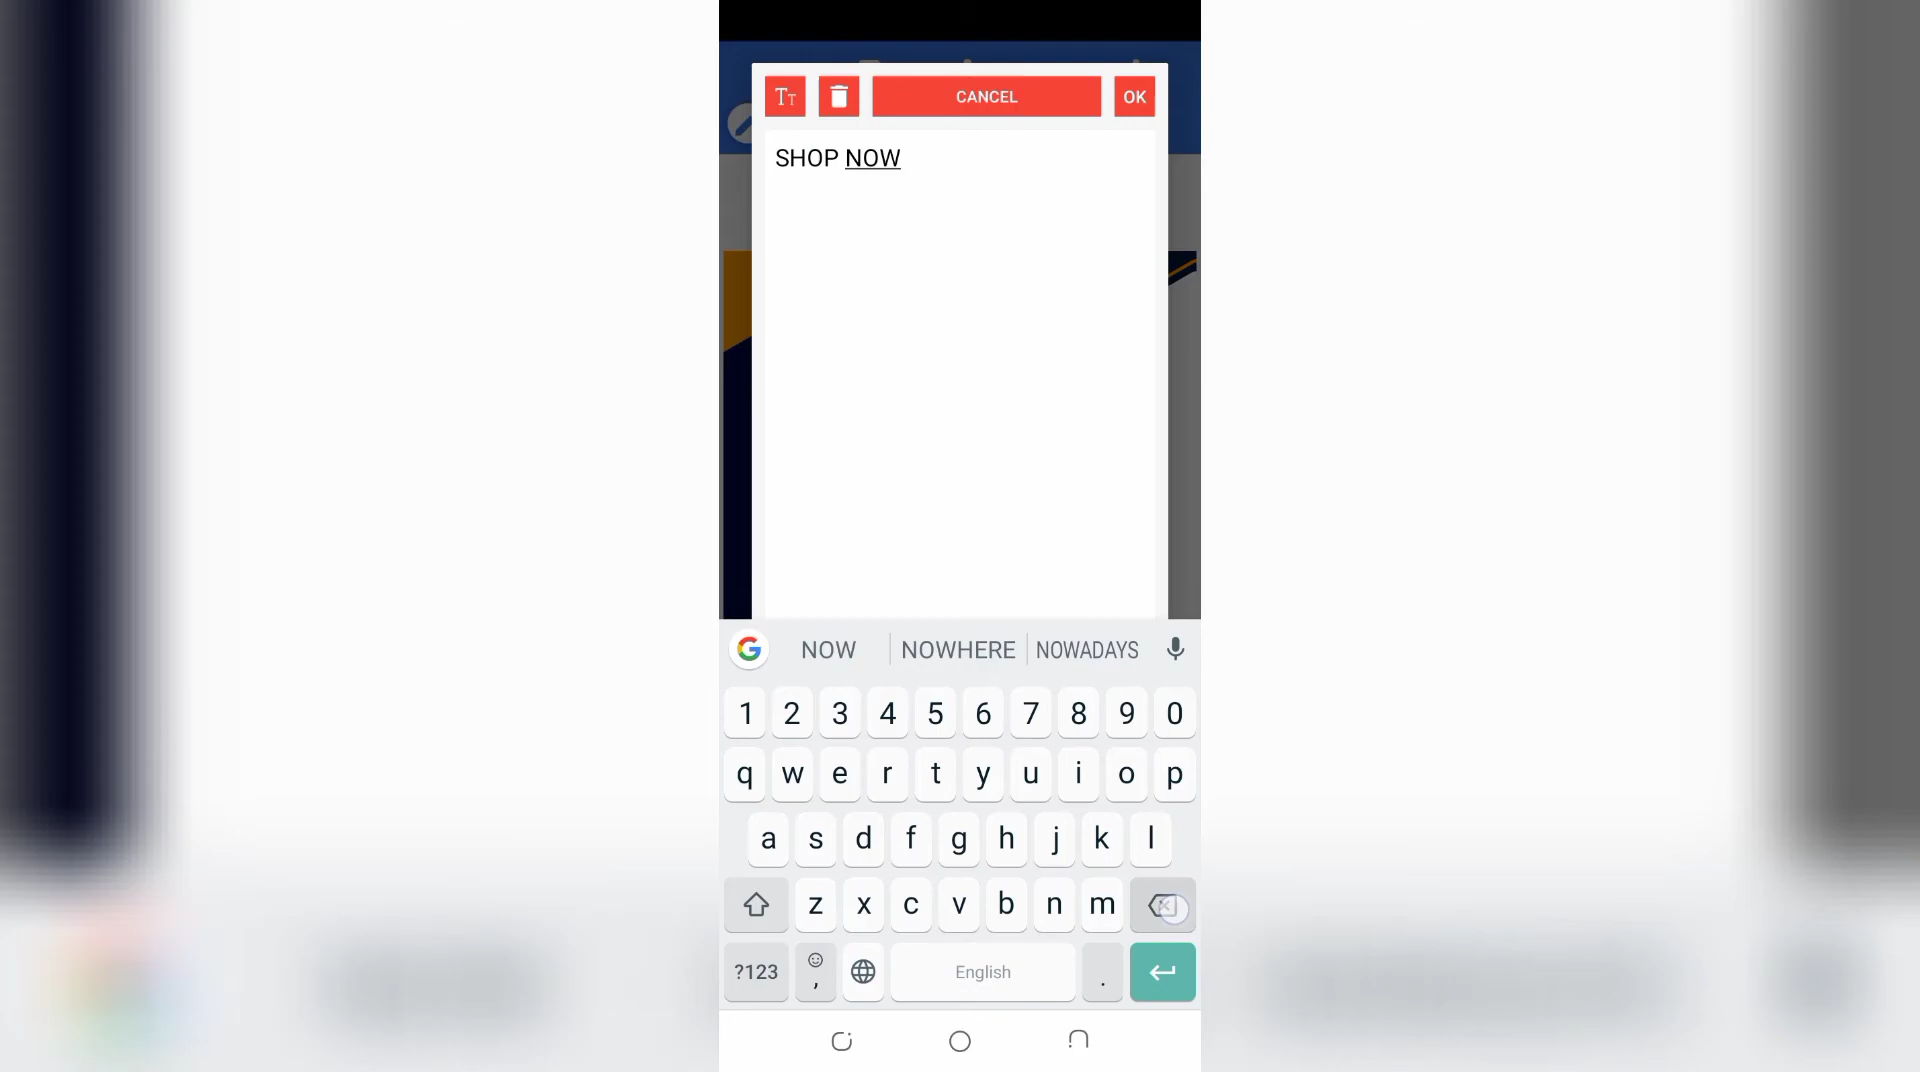 TT CANCEL OK
SHOP NOW
NOW NOWHERE NOWADAYS
1 2 3 4 5 6 7 8 9 0
q w e r t y u i o p
a s d f g h j k l
z x c v b n m
?123 , English .